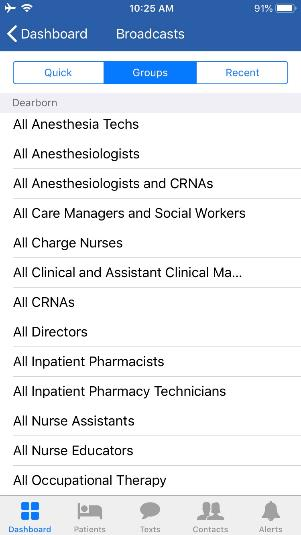 10:25 AM
91%
Dashboard
Broadcasts
Quick
Groups
Recent
Dearborn
All Anesthesia Techs
All Anesthesiologists
All Anesthesiologists and CRNAs
All Care Managers and Social Workers
All Charge Nurses
All Clinical and Assistant Clinical Ma...
All CRNAs
All Directors
All Inpatient Pharmacists
All Inpatient Pharmacy Technicians
All Nurse Assistants
All Nurse Educators
All Occupational Therapy
Dashboard
Patients
Texts
Contacts
Alerts